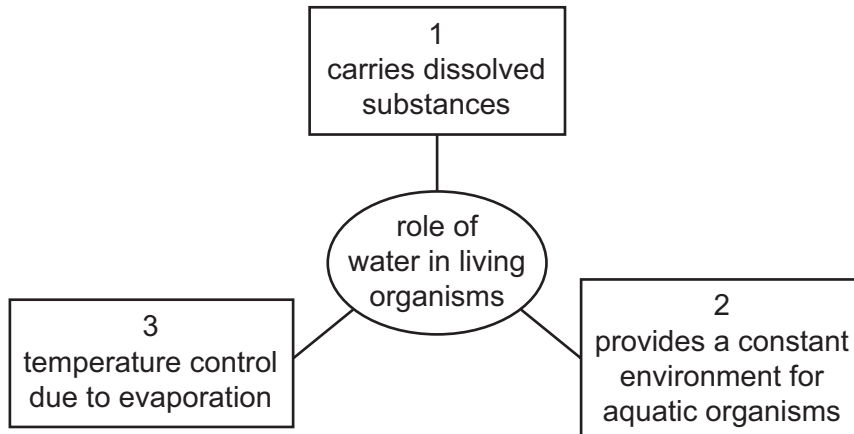 1
carries dissolved
substances
role of
water in living
organisms
3
temperature control
due to evaporation
2
provides a constant
environment for
aquatic organisms